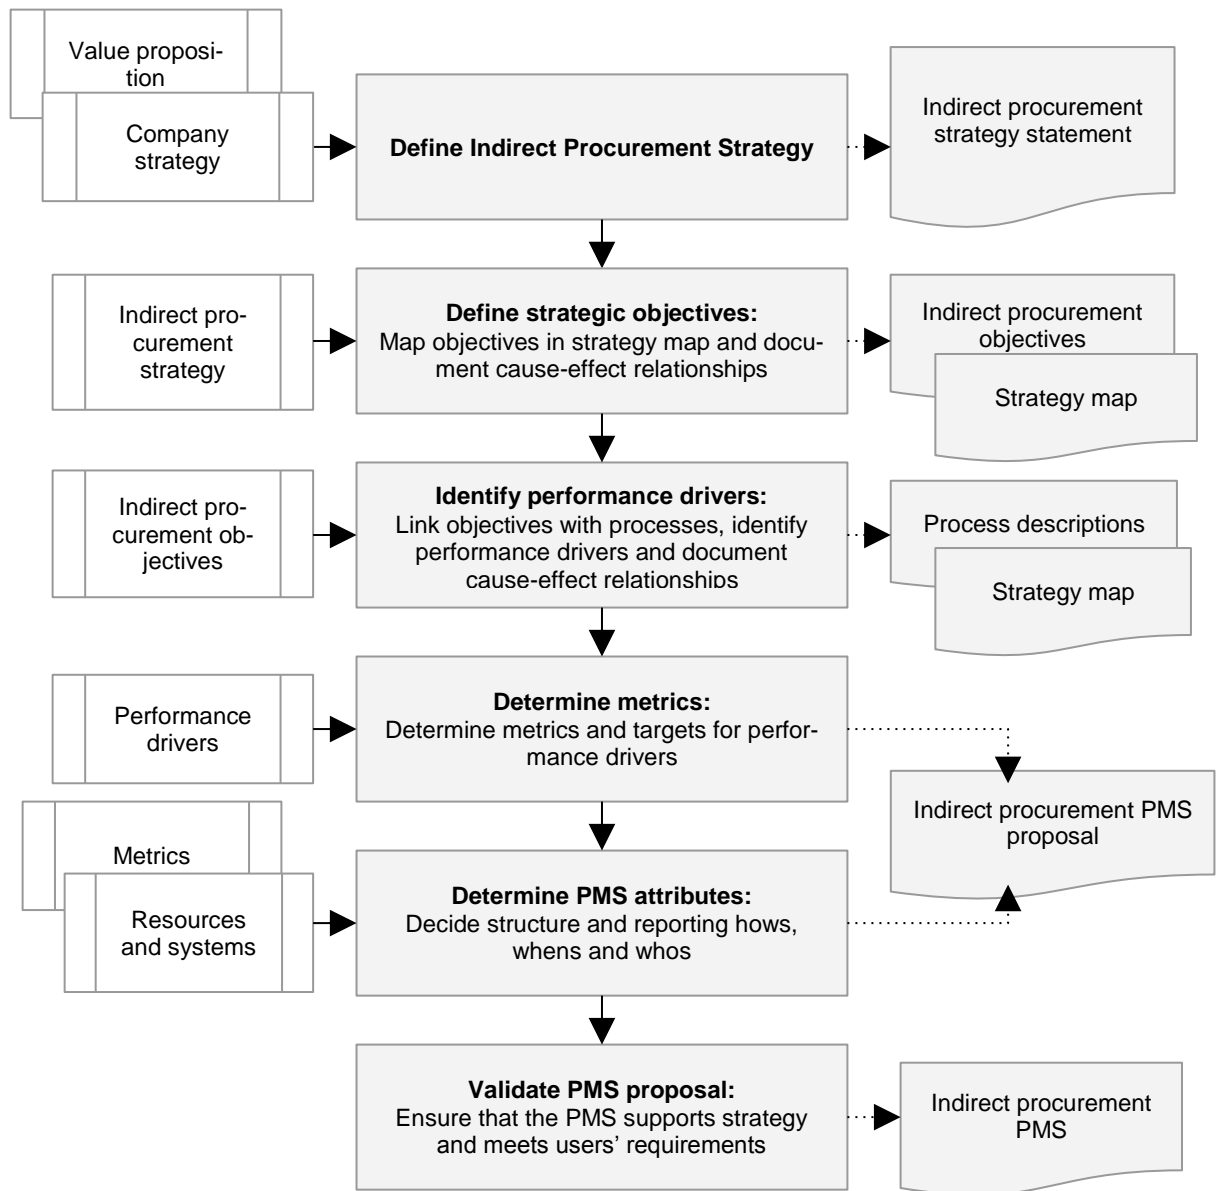 Value proposi-
tion
Company
strategy
Define Indirect Procurement Strategy
Indirect procurement
strategy statement
Indirect pro-
curement
strategy
Define strategic objectives:
Map objectives in strategy map and docu-
ment cause-effect relationships
Indirect procurement
objectives
Strategy map
Indirect pro-
curement ob-
jectives
Identify performance drivers:
Link objectives with processes, identify
performance drivers and document
cause-effect relationships
Process descriptions
Strategy map
Performance
drivers
Determine metrics:
Determine metrics and targets for perfor-
mance drivers
Indirect procurement PMS
proposal
Metrics
Resources
and systems
Determine PMS attributes:
Decide structure and reporting hows,
whens and whos
Validate PMS proposal:
Ensure that the PMS supports strategy
and meets users’ requirements
Indirect procurement
PMS